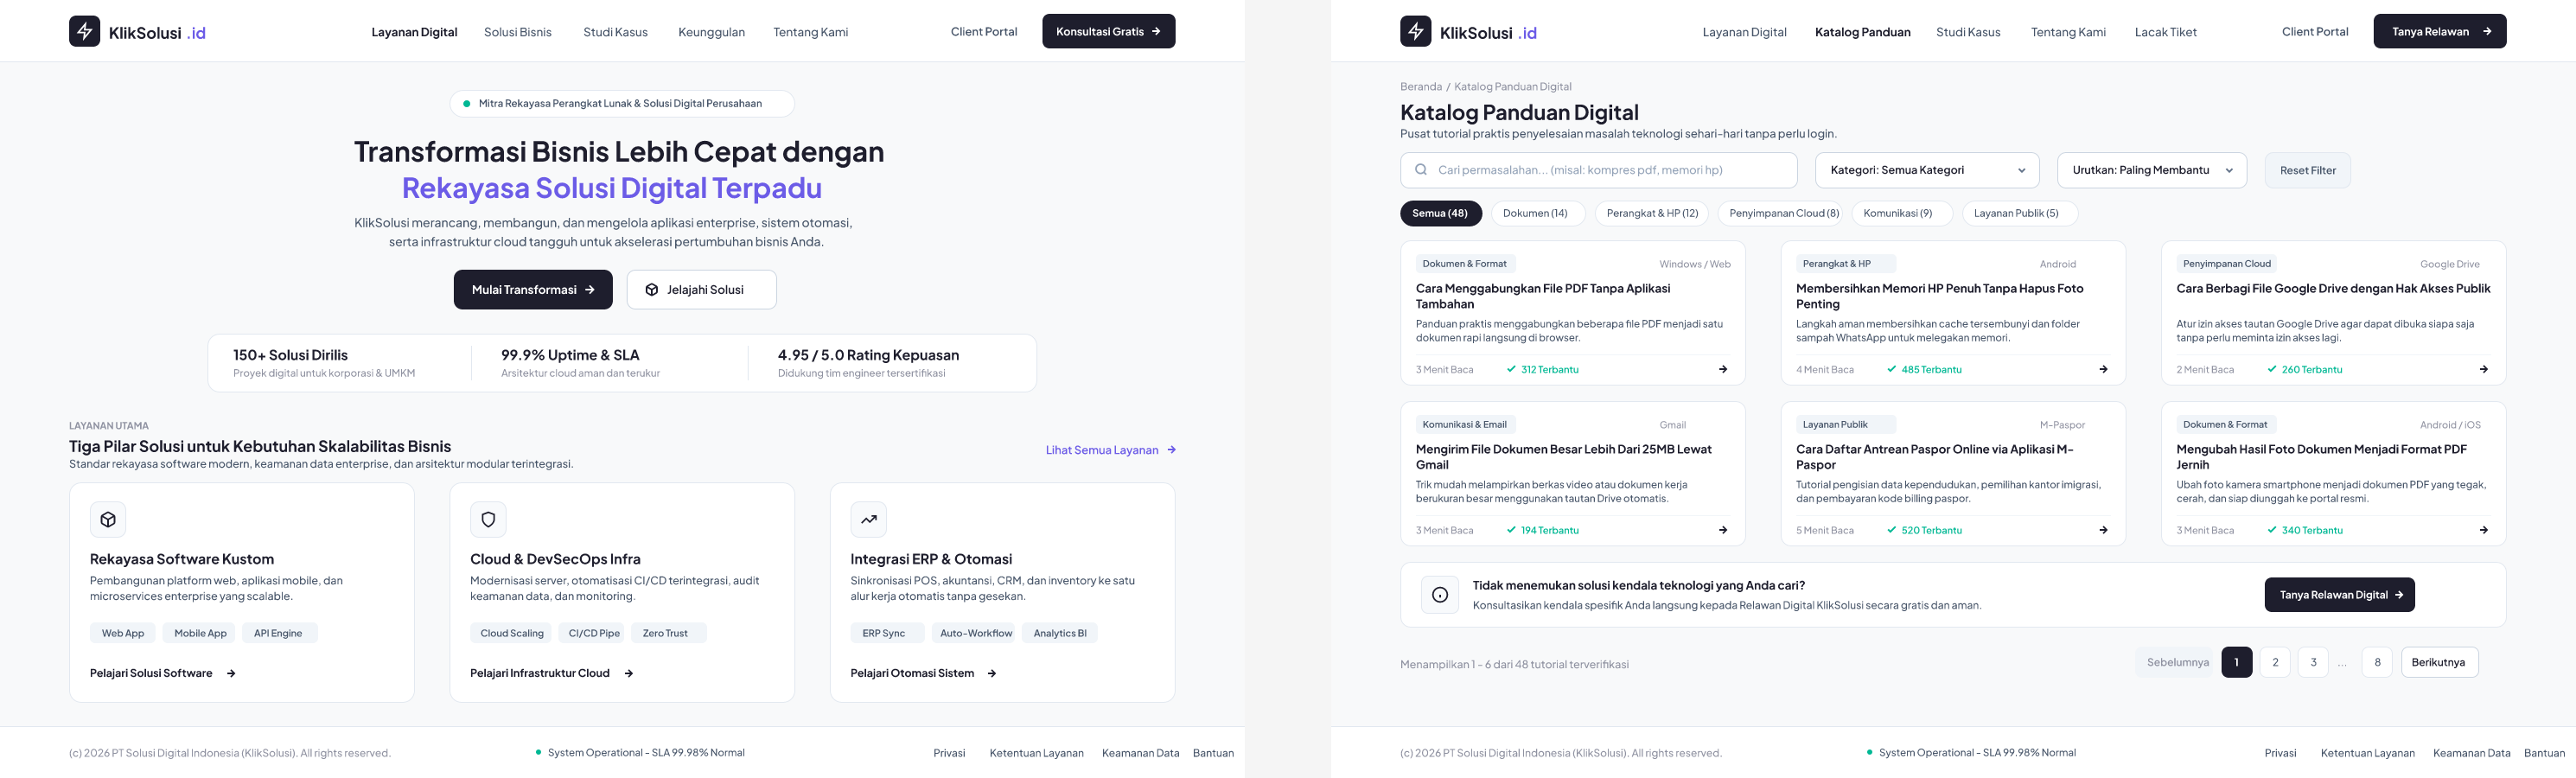 KlikSolusi .id
Layanan Digital
Solusi Bisnis
Studi Kasus
Keunggulan
Tentang Kami
Client Portal
Konsultasi Gratis
Mitra Rekayasa Perangkat Lunak & Solusi Digital Perusahaan
Transformasi Bisnis Lebih Cepat dengan
Rekayasa Solusi Digital Terpadu
KlikSolusi merancang, membangun, dan mengelola aplikasi enterprise, sistem otomasi,
serta infrastruktur cloud tangguh untuk akselerasi pertumbuhan bisnis Anda.
Mulai Transformasi
Jelajahi Solusi
150+ Solusi Dirilis
Proyek digital untuk korporasi & UMKM
99.9% Uptime & SLA
Arsitektur cloud aman dan terukur
4.95 / 5.0 Rating Kepuasan
Didukung tim engineer tersertifikasi
LAYANAN UTAMA
Tiga Pilar Solusi untuk Kebutuhan Skalabilitas Bisnis
Standar rekayasa software modern, keamanan data enterprise, dan arsitektur modular terintegrasi.
Lihat Semua Layanan
Rekayasa Software Kustom
Pembangunan platform web, aplikasi mobile, dan
microservices enterprise yang scalable.
Web App
Mobile App
API Engine
Pelajari Solusi Software
Cloud & DevSecOps Infra
Modernisasi server, otomatisasi CI/CD terintegrasi, audit
keamanan data, dan monitoring.
Cloud Scaling
CI/CD Pipe
Zero Trust
Pelajari Infrastruktur Cloud
Integrasi ERP & Otomasi
Sinkronisasi POS, akuntansi, CRM, dan inventory ke satu
alur kerja otomatis tanpa gesekan.
ERP Sync
Auto-Workflow
Analytics BI
Pelajari Otomasi Sistem
(c) 2026 PT Solusi Digital Indonesia (KlikSolusi). All rights reserved.
System Operational - SLA 99.98% Normal
Privasi
Ketentuan Layanan
Keamanan Data
Bantuan
KlikSolusi .id
Layanan Digital
Katalog Panduan
Studi Kasus
Tentang Kami
Lacak Tiket
Client Portal
Tanya Relawan
Beranda / Katalog Panduan Digital
Katalog Panduan Digital
Pusat tutorial praktis penyelesaian masalah teknologi sehari-hari tanpa perlu login.
Cari permasalahan... (misal: kompres pdf, memori hp)
Kategori: Semua Kategori
Urutkan: Paling Membantu
Reset Filter
Semua (48)
Dokumen (14)
Perangkat & HP (12)
Penyimpanan Cloud (8)
Komunikasi (9)
Layanan Publik (5)
Dokumen & Format
Windows / Web
Cara Menggabungkan File PDF Tanpa Aplikasi
Tambahan
Panduan praktis menggabungkan beberapa file PDF menjadi satu
dokumen rapi langsung di browser.
3 Menit Baca
312 Terbantu
Perangkat & HP
Android
Membersihkan Memori HP Penuh Tanpa Hapus Foto
Penting
Langkah aman membersihkan cache tersembunyi dan folder
sampah WhatsApp untuk melegakan memori.
4 Menit Baca
485 Terbantu
Penyimpanan Cloud
Google Drive
Cara Berbagi File Google Drive dengan Hak Akses Publik
Atur izin akses tautan Google Drive agar dapat dibuka siapa saja
tanpa perlu meminta izin akses lagi.
2 Menit Baca
260 Terbantu
Komunikasi & Email
Gmail
Mengirim File Dokumen Besar Lebih Dari 25MB Lewat
Gmail
Trik mudah melampirkan berkas video atau dokumen kerja
berukuran besar menggunakan tautan Drive otomatis.
3 Menit Baca
194 Terbantu
Layanan Publik
M-Paspor
Cara Daftar Antrean Paspor Online via Aplikasi M-
Paspor
Tutorial pengisian data kependudukan, pemilihan kantor imigrasi,
dan pembayaran kode billing paspor.
5 Menit Baca
520 Terbantu
Dokumen & Format
Android / iOS
Mengubah Hasil Foto Dokumen Menjadi Format PDF
Jernih
Ubah foto kamera smartphone menjadi dokumen PDF yang tegak,
cerah, dan siap diunggah ke portal resmi.
3 Menit Baca
340 Terbantu
Tidak menemukan solusi kendala teknologi yang Anda cari?
Konsultasikan kendala spesifik Anda langsung kepada Relawan Digital KlikSolusi secara gratis dan aman.
Tanya Relawan Digital
Menampilkan 1 - 6 dari 48 tutorial terverifikasi
Sebelumnya
1
2
3
...
8
Berikutnya
(c) 2026 PT Solusi Digital Indonesia (KlikSolusi). All rights reserved.
System Operational - SLA 99.98% Normal
Privasi
Ketentuan Layanan
Keamanan Data
Bantuan